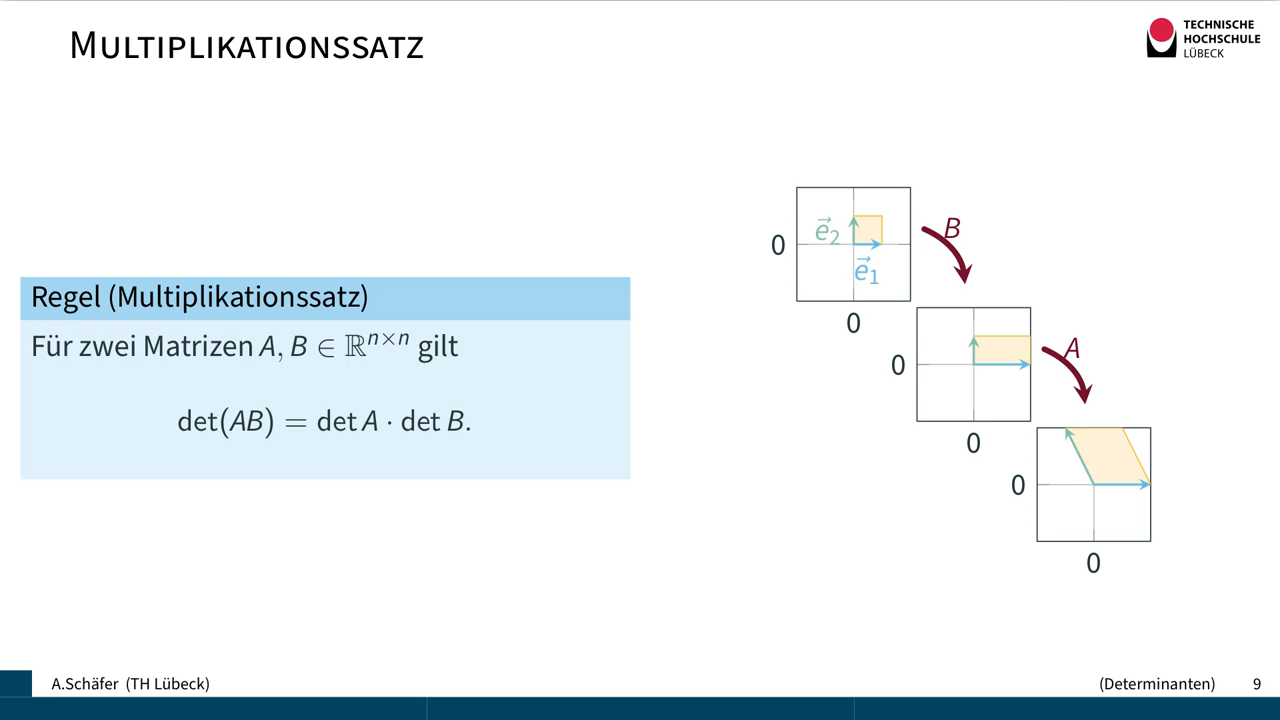 MULTIPLIKATIONSSATZ
TECHNISCHE
HOCHSCHULE
LÜBECK
Regel (Multiplikationssatz)
Für zwei Matrizen A, B ∈ ℝⁿˣⁿ gilt
det(AB) = det A · det B.
e⃗₂
0
e⃗₁
0
B
0
0
A
0
0
A.Schäfer (TH Lübeck)
(Determinanten)
9